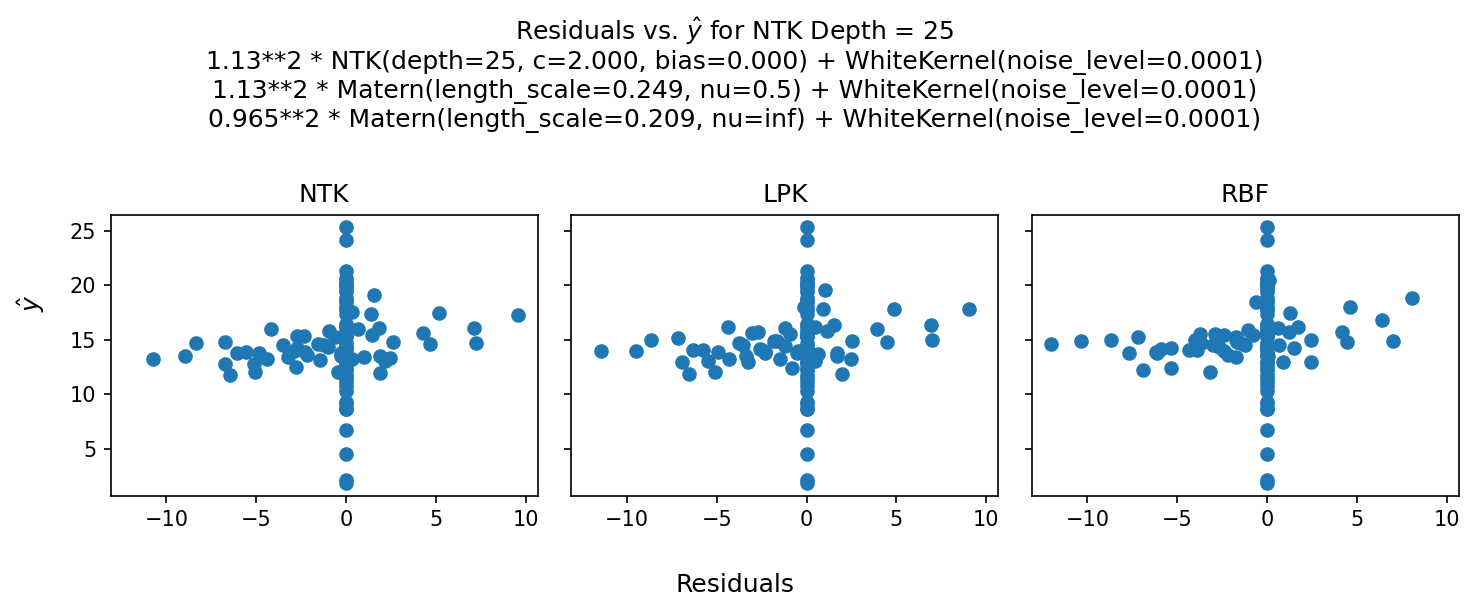 Residuals vs. ŷ for NTK Depth = 25
1.13**2 * NTK(depth=25, c=2.000, bias=0.000) + WhiteKernel(noise_level=0.0001)
1.13**2 * Matern(length_scale=0.249, nu=0.5) + WhiteKernel(noise_level=0.0001)
0.965**2 * Matern(length_scale=0.209, nu=inf) + WhiteKernel(noise_level=0.0001)
NTK LPK RBF
25
20
15
10
5
ŷ
−10 −5 0 5 10 −10 −5 0 5 10 −10 −5 0 5 10
Residuals